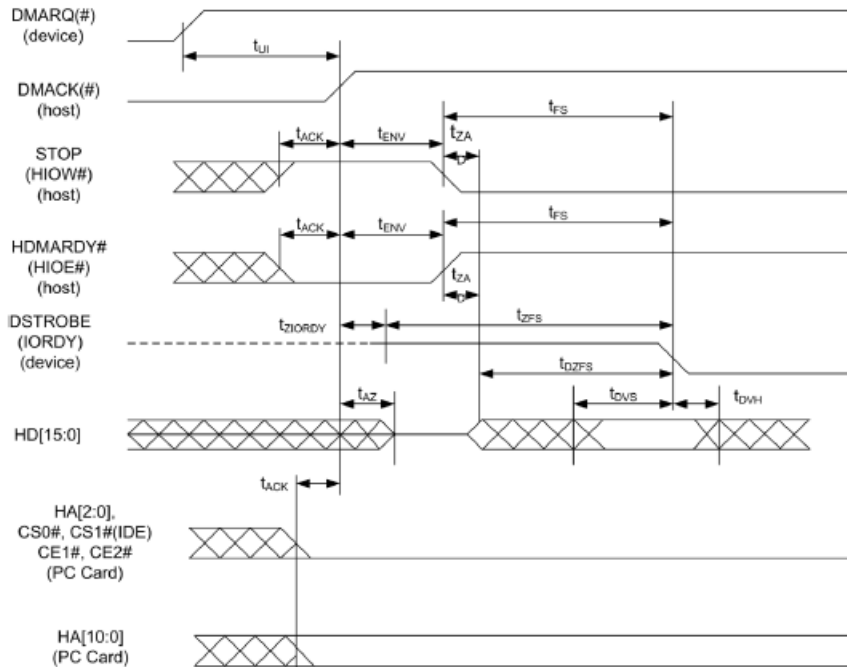 DMARQ(#)
(device)
tUI
DMACK(#)
(host)
tFS
tACK
tENV
tZA
D
STOP
(HIOW#)
(host)
tFS
tACK
tENV
HDMARDY#
(HIOE#)
(host)
tZA
D
DSTROBE
(IORDY)
(device)
tZIORDY
tZFS
tDZFS
tAZ
tDVS
tDVH
HD[15:0]
tACK
HA[2:0],
CS0#, CS1#(IDE)
CE1#, CE2#
(PC Card)
HA[10:0]
(PC Card)